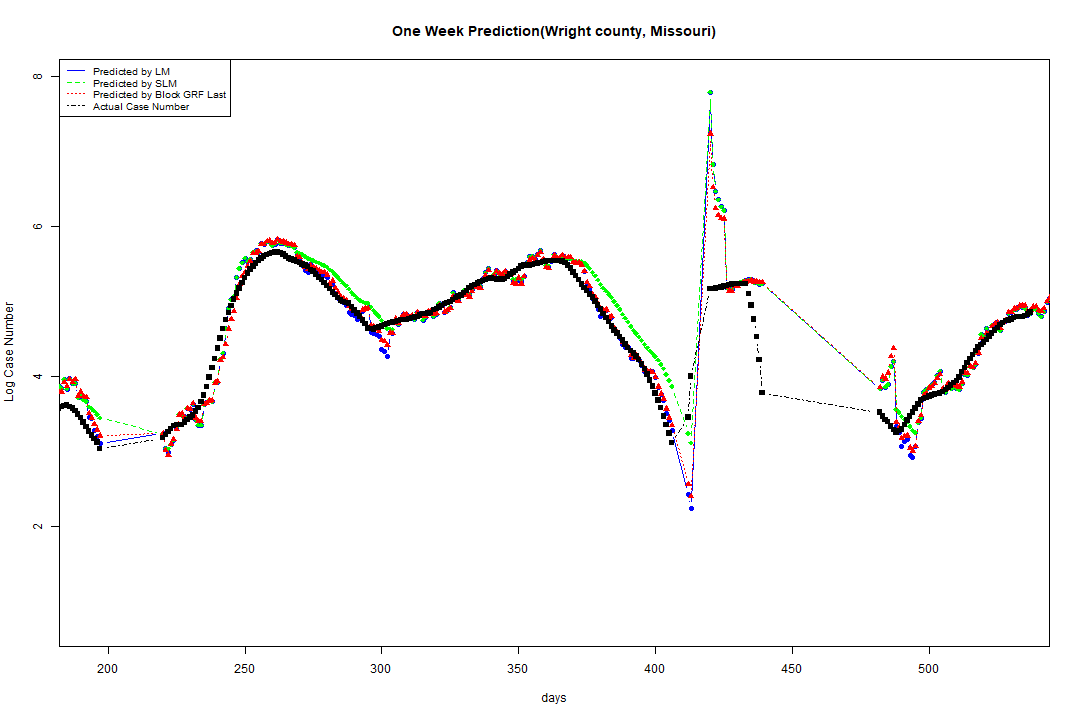 One Week Prediction(Wright county, Missouri)
Predicted by LM
Predicted by SLM
Predicted by Block GRF Last
Actual Case Number
8
6
4
2
Log Case Number
200 250 300 350 400 450 500
days